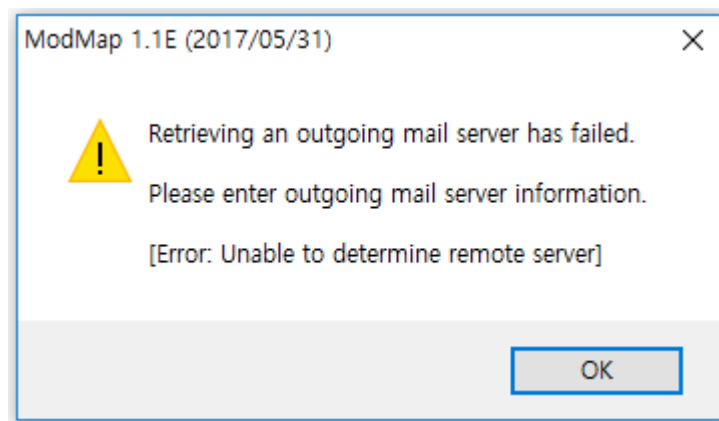 ModMap 1.1E (2017/05/31)
Retrieving an outgoing mail server has failed.
Please enter outgoing mail server information.
[Error: Unable to determine remote server]
OK